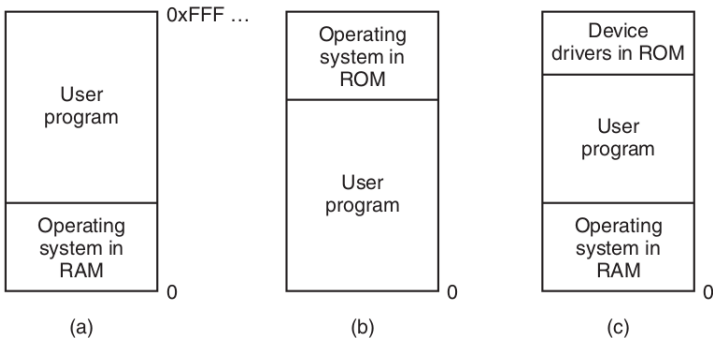 0xFFF …
User
program
Operating
system in
RAM
0
(a)
Operating
system in
ROM
User
program
0
(b)
Device
drivers in ROM
User
program
Operating
system in
RAM
0
(c)